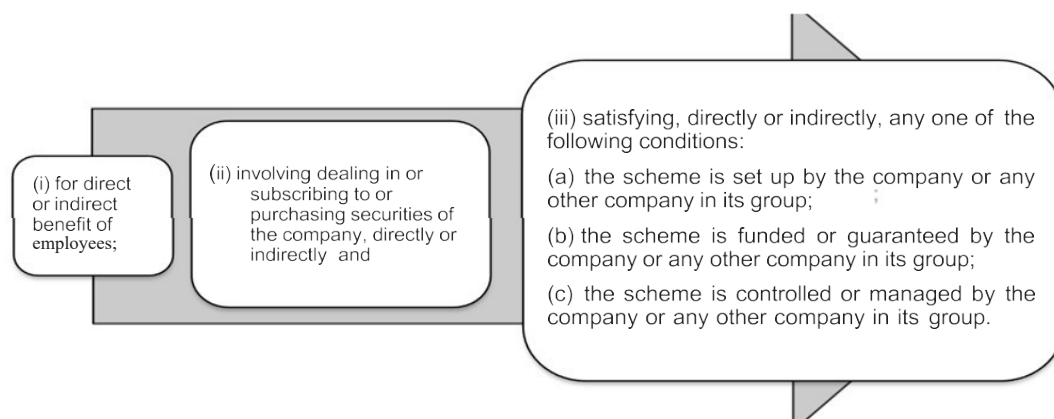 (i) for direct
or indirect
benefit of
employees;
(ii) involving dealing in or
subscribing to or
purchasing securities of
the company, directly or
indirectly and
(iii) satisfying, directly or indirectly, any one of the
following conditions:
(a) the scheme is set up by the company or any
other company in its group;
;
(b) the scheme is funded or guaranteed by the
company or any other company in its group;
(c) the scheme is controlled or managed by the
company or any other company in its group.